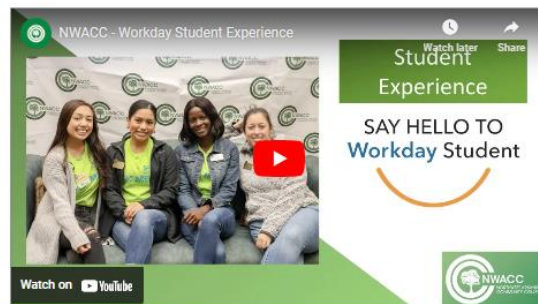 NWACC - Workday Student Experience
Watch later
Share
Student
Experience
SAY HELLO TO
Workday Student
NWACC
Watch on YouTube